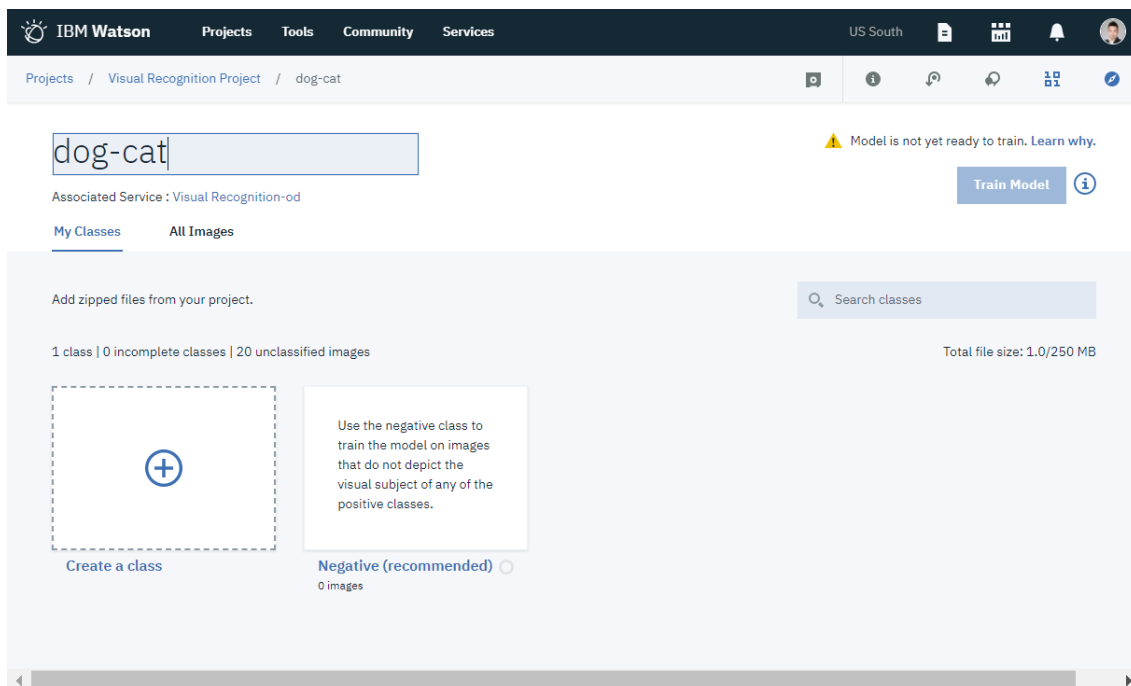 IBM Watson Projects Tools Community Services US South
Projects / Visual Recognition Project / dog-cat
dog-cat
Model is not yet ready to train. Learn why.
Train Model
Associated Service : Visual Recognition-od
My Classes All Images
Add zipped files from your project.
Search classes
1 class | 0 incomplete classes | 20 unclassified images
Total file size: 1.0/250 MB
Use the negative class to
train the model on images
that do not depict the
visual subject of any of the
positive classes.
Create a class
Negative (recommended)
0 images